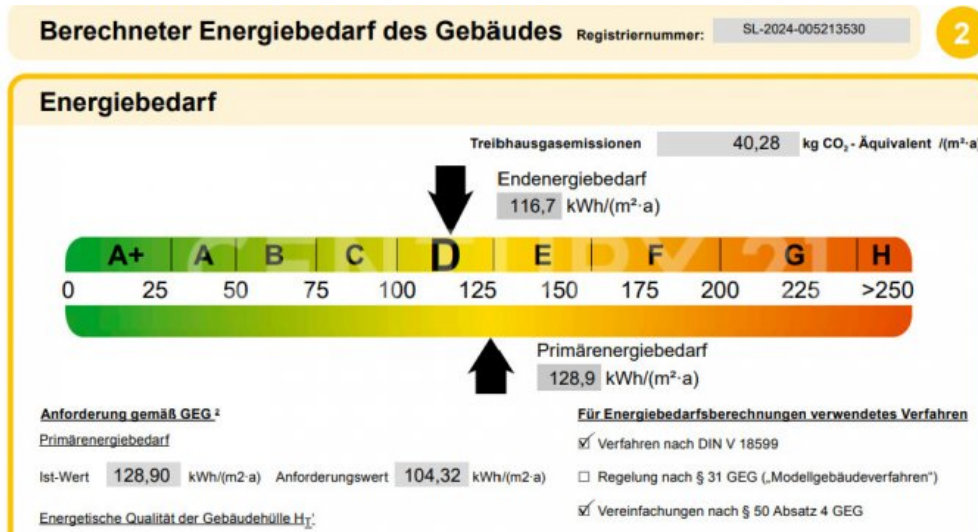 Berechneter Energiebedarf des Gebäudes Registriernummer: SL-2024-005213530 2
Energiebedarf
Treibhausgasemissionen 40,28 kg CO₂ - Äquivalent /(m²·a)
Endenergiebedarf
116,7 kWh/(m²·a)
CENTURY 21
A+ A B C D E F G H
0 25 50 75 100 125 150 175 200 225 >250
Primärenergiebedarf
128,9 kWh/(m²·a)
Anforderung gemäß GEG ²
Primärenergiebedarf
Ist-Wert 128,90 kWh/(m2·a) Anforderungswert 104,32 kWh/(m2·a)
Energetische Qualität der Gebäudehülle H_T'
Für Energiebedarfsberechnungen verwendetes Verfahren
☑ Verfahren nach DIN V 18599
☐ Regelung nach § 31 GEG („Modellgebäudeverfahren")
☑ Vereinfachungen nach § 50 Absatz 4 GEG